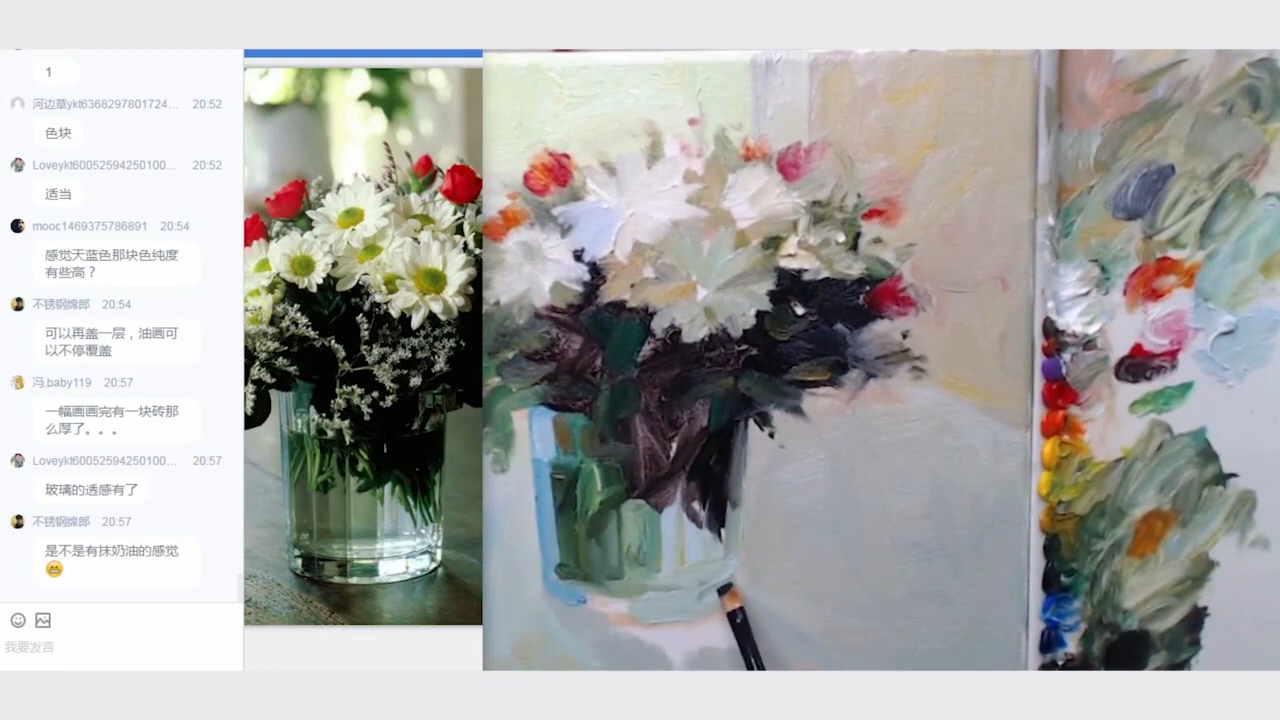 1
河边草ykt6368297801724... 20:52
色块
Loveykt60052594250100... 20:52
适当
mooc1469375786891 20:54
感觉天蓝色那块色纯度
有些高？
不锈钢绵郎 20:54
可以再盖一层，油画可
以不停覆盖
冯.baby119 20:57
一幅画画完有一块砖那
么厚了。。。
Loveykt60052594250100... 20:57
玻璃的透感有了
不锈钢绵郎 20:57
是不是有抹奶油的感觉
我要发言